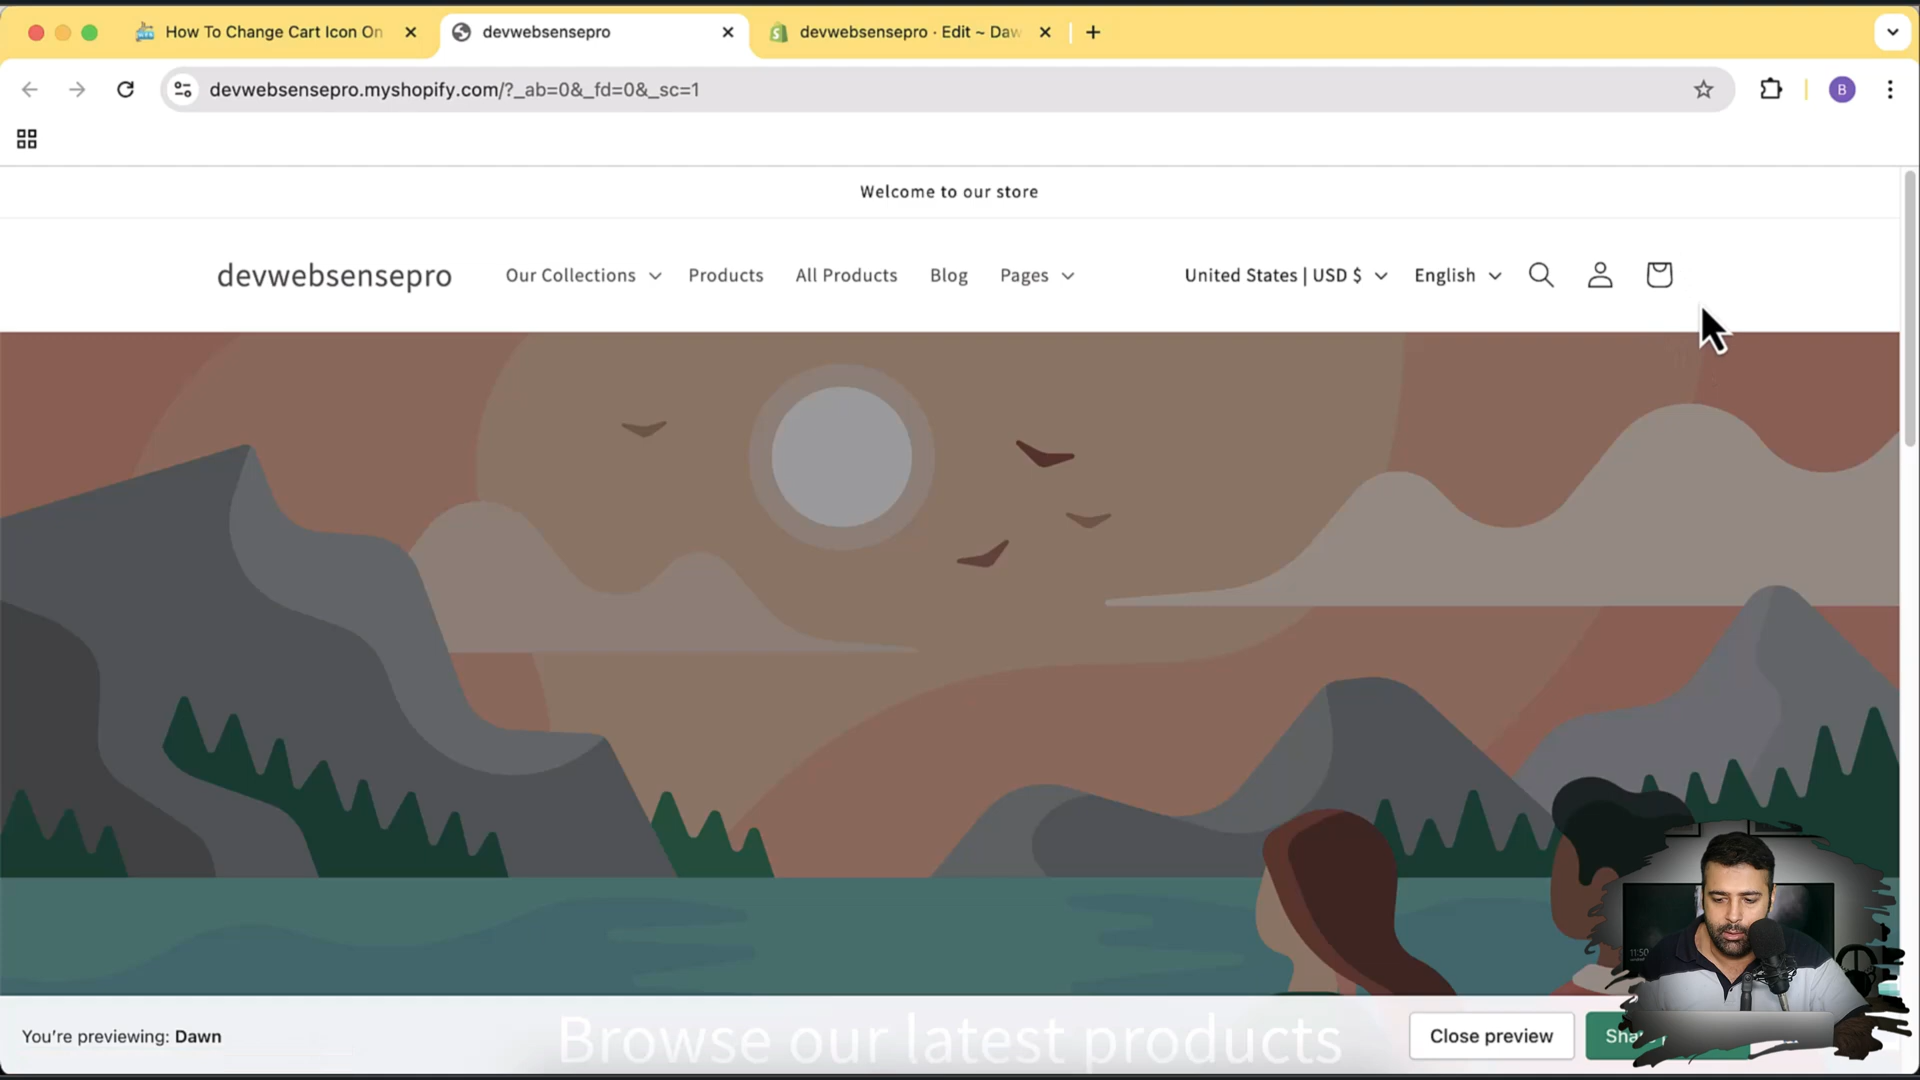 How To Change Cart Icon On
devwebsensepro
devwebsensepro · Edit ~ Daw
devwebsensepro.myshopify.com/?_ab=0&_fd=0&_sc=1
B
Welcome to our store
devwebsensepro
Our Collections
Products
All Products
Blog
Pages
United States | USD $
English
11:50
You're previewing: Dawn
Browse our latest products
Close preview